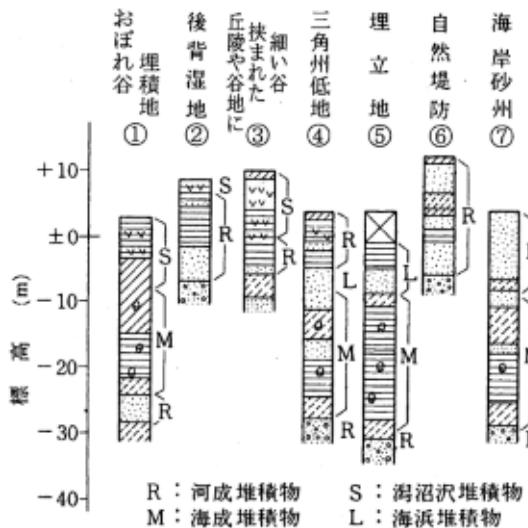 おぼれ谷
埋積地
①
後背湿地
②
細い谷
挟まれた
丘陵や谷地に
③
三角州低地
④
埋立地
⑤
自然堤防
⑥
海岸砂州
⑦
+10
±0
−10
−20
−30
−40
標高(m)
S
M
R
S
R
S
R
R
L
M
R
L
M
R
R
R:河成堆積物
S:潟沼沢堆積物
M:海成堆積物
L:海浜堆積物